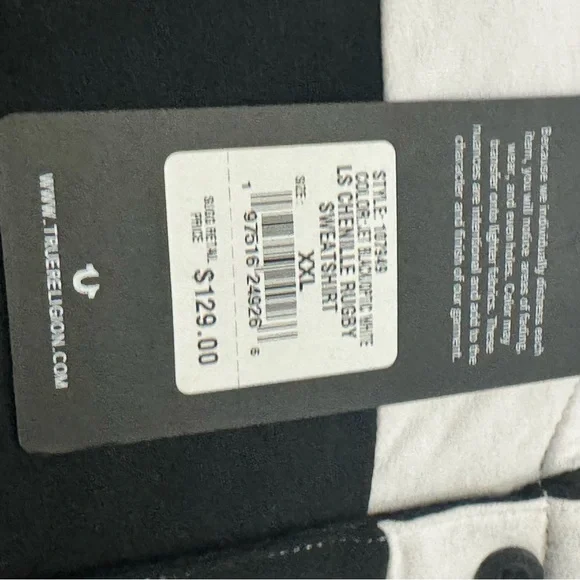 Because we individually distress each
item, you will notice areas of fading,
wear, and even holes. Color may
transfer onto lighter fabrics. These
nuances are intentional and add to the
character and finish of our garment.
STYLE: 107649
COLOR: JET BLACK/OPTIC WHITE
LS CHENILLE RUGBY
SWEATSHIRT
SIZE: XXL
1 97516 24926 6
SUGG. RETAIL PRICE $129.00
WWW.TRUERELIGION.COM